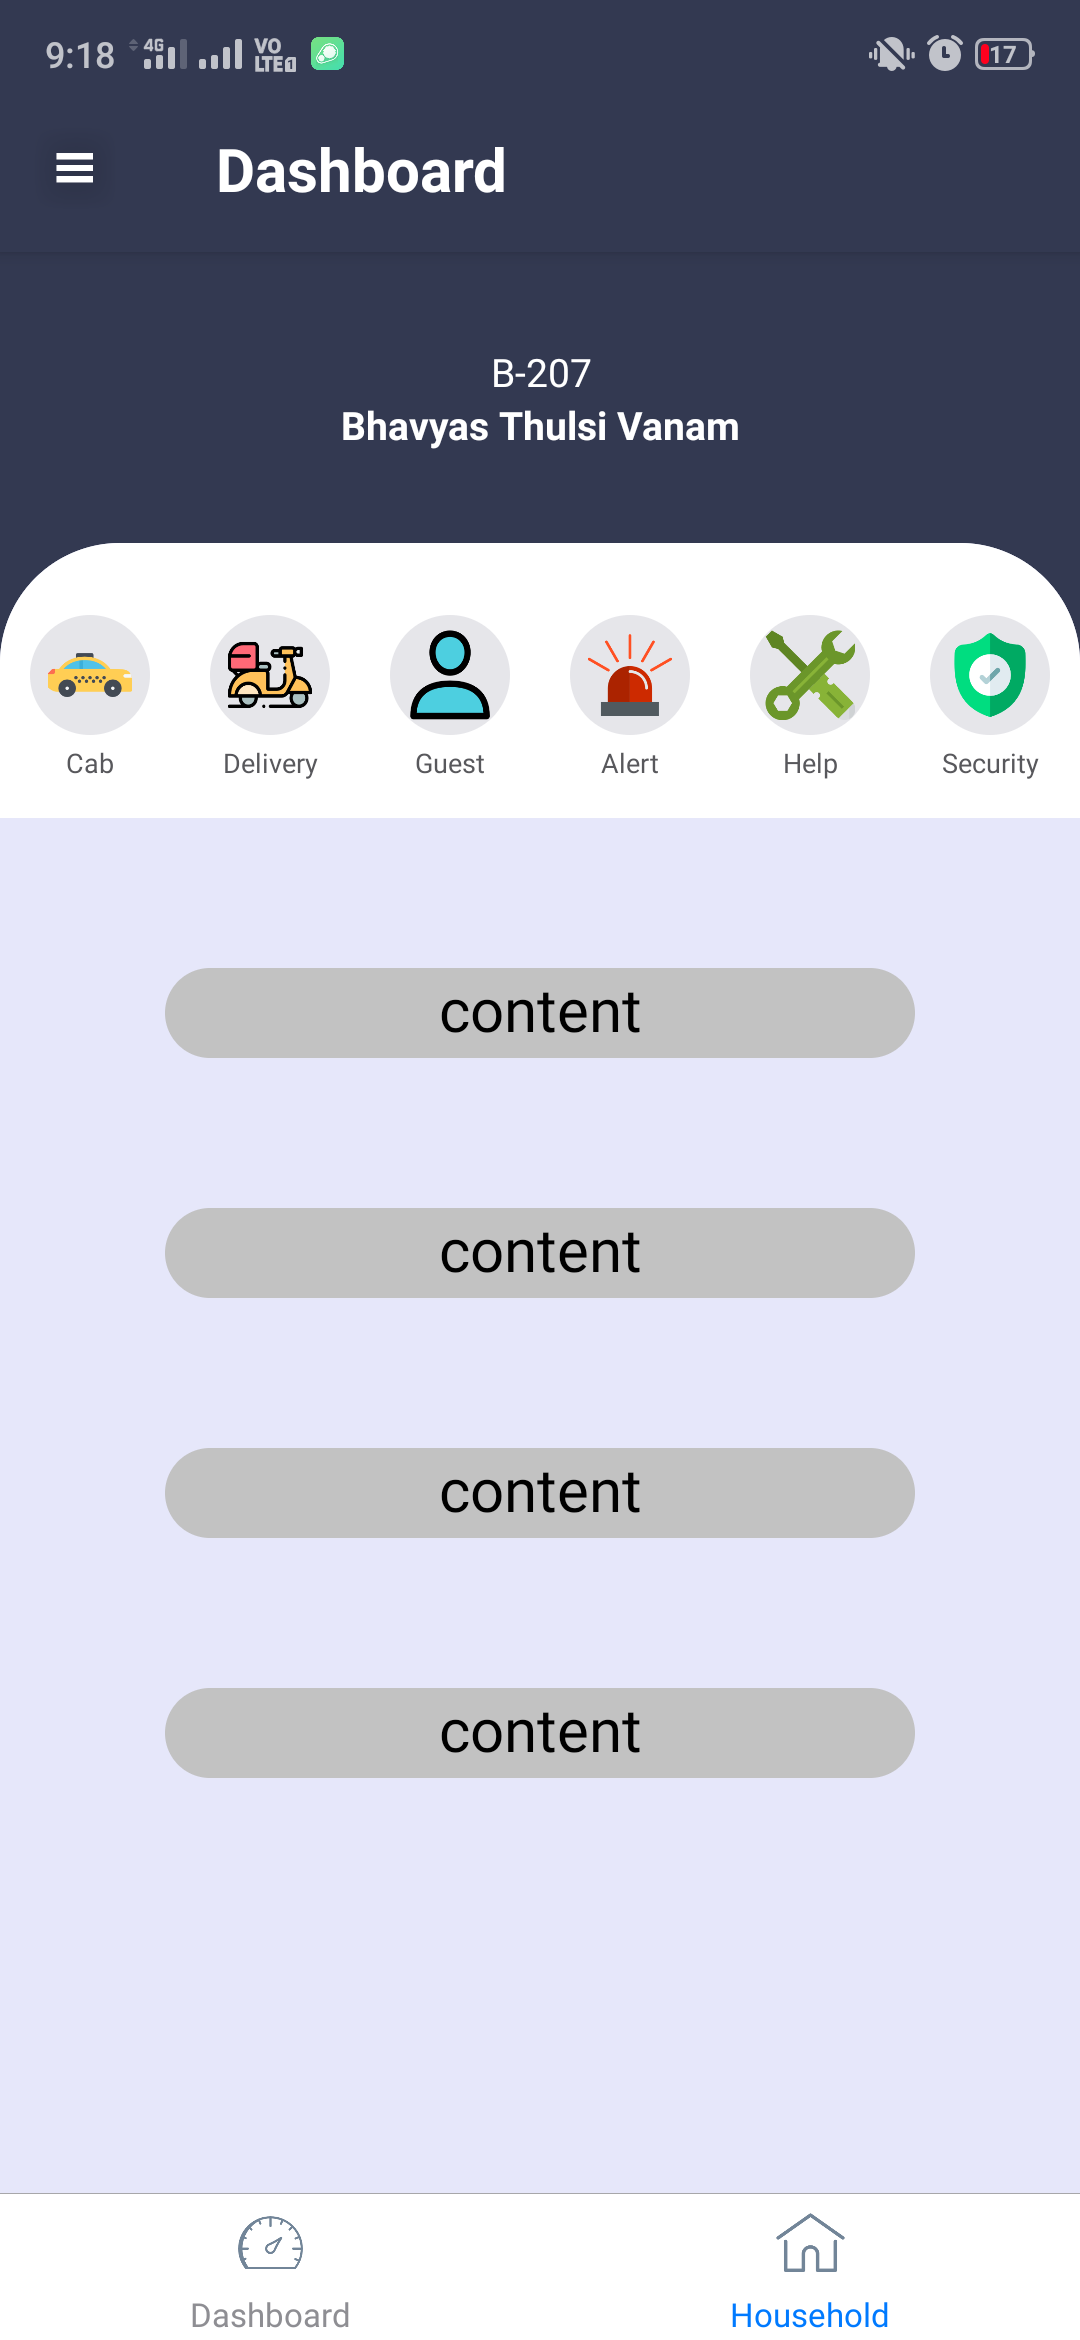 9:18 4G VO LTE1 17
Dashboard
B-207
Bhavyas Thulsi Vanam
Cab Delivery Guest Alert Help Security
content
content
content
content
Dashboard Household